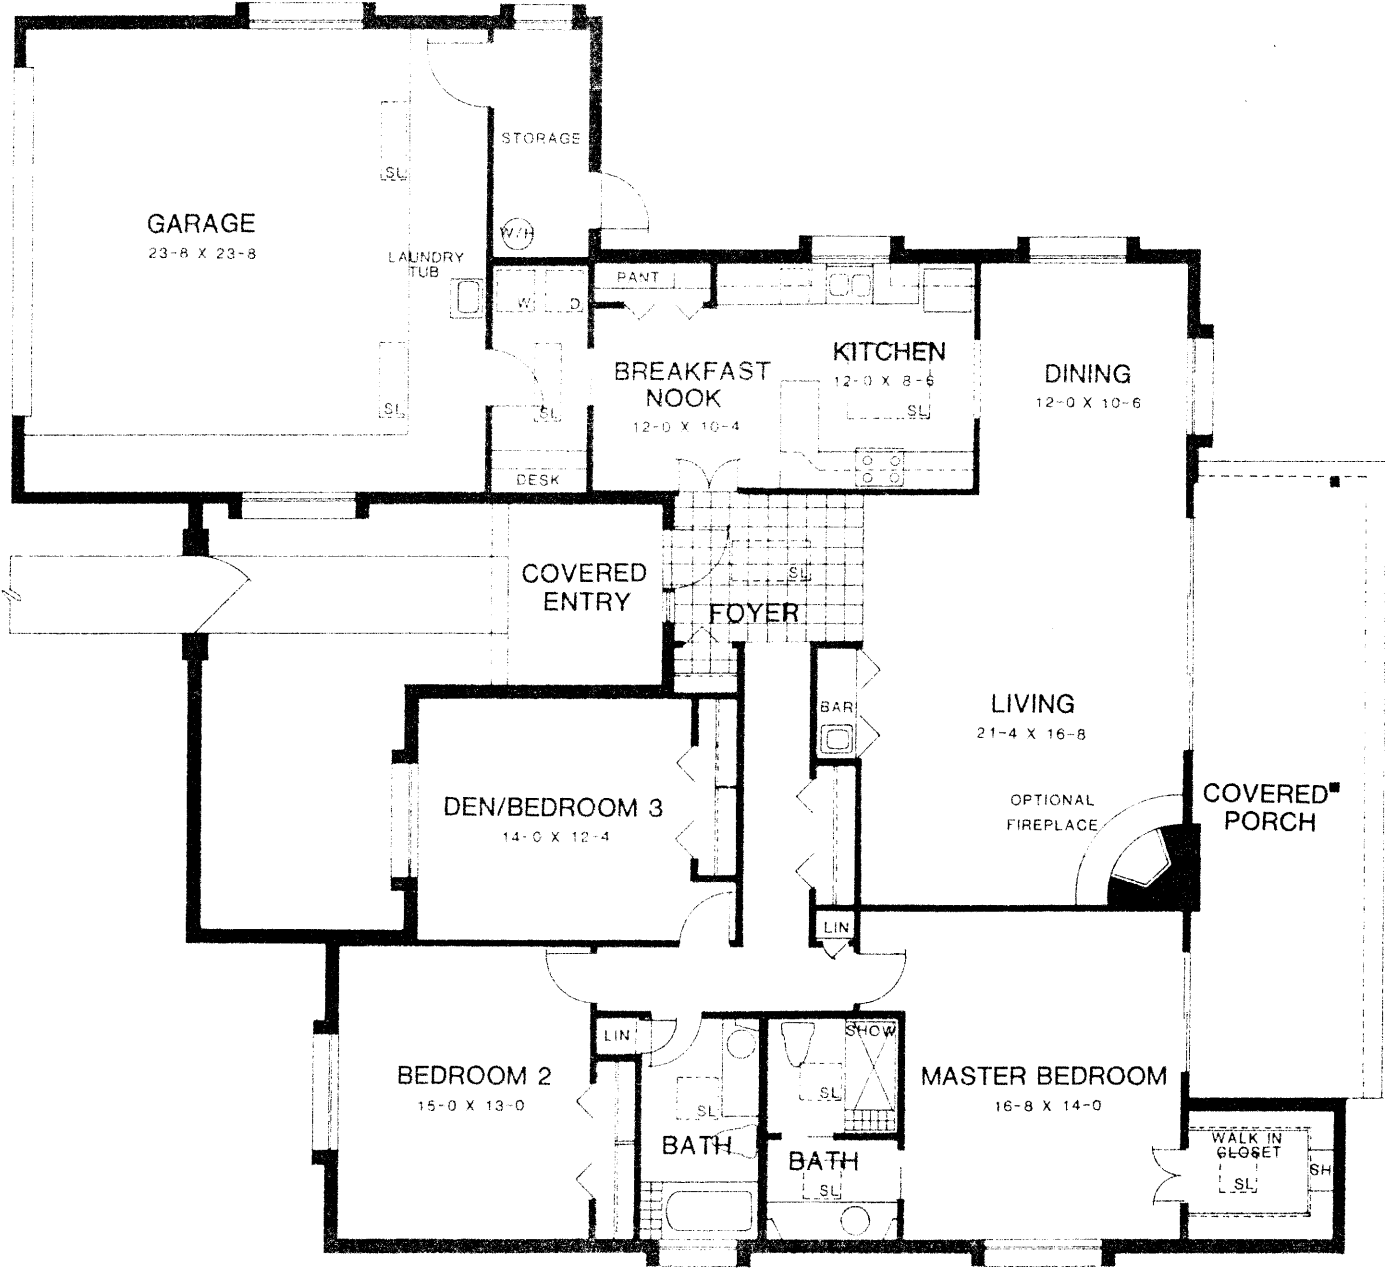 STORAGE
SL
GARAGE
23-8 X 23-8
W/H
LAUNDRY
TUB
PANT
W
D
KITCHEN
12-0 X 8-6
SL
BREAKFAST
NOOK
12-0 X 10-4
DINING
12-0 X 10-6
SL
SL
DESK
COVERED
ENTRY
SL
FOYER
BAR
LIVING
21-4 X 16-8
OPTIONAL
FIREPLACE
COVERED
PORCH
DEN/BEDROOM 3
14-0 X 12-4
LIN
LIN
SHOW
BEDROOM 2
15-0 X 13-0
SL
BATH
SL
BATH
SL
MASTER BEDROOM
16-8 X 14-0
WALK IN
CLOSET
SL
SH